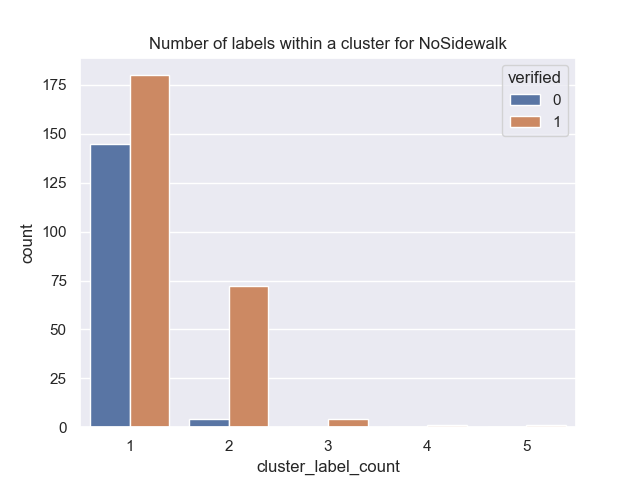 Number of labels within a cluster for NoSidewalk
verified
0
1
175
150
125
100
75
50
25
0
count
1 2 3 4 5
cluster_label_count